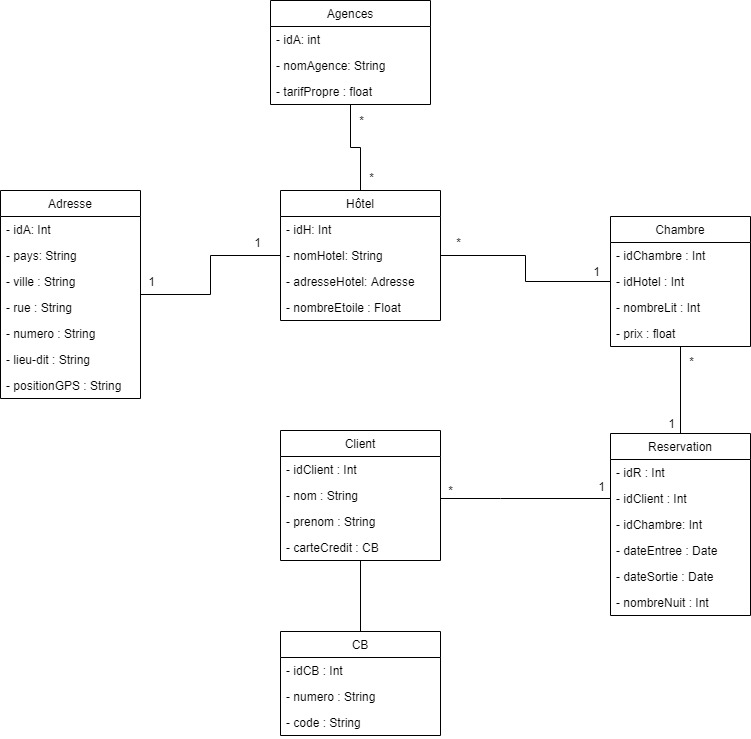 Agences
- idA: int
- nomAgence: String
- tarifPropre : float
*
*
Adresse
- idA: Int
- pays: String
- ville : String
- rue : String
- numero : String
- lieu-dit : String
- positionGPS : String
1
1
Hôtel
- idH: Int
- nomHotel: String
- adresseHotel: Adresse
- nombreEtoile : Float
*
1
Chambre
- idChambre : Int
- idHotel : Int
- nombreLit : Int
- prix : float
*
1
Client
- idClient : Int
- nom : String
- prenom : String
- carteCredit : CB
*
1
Reservation
- idR : Int
- idClient : Int
- idChambre: Int
- dateEntree : Date
- dateSortie : Date
- nombreNuit : Int
CB
- idCB : Int
- numero : String
- code : String